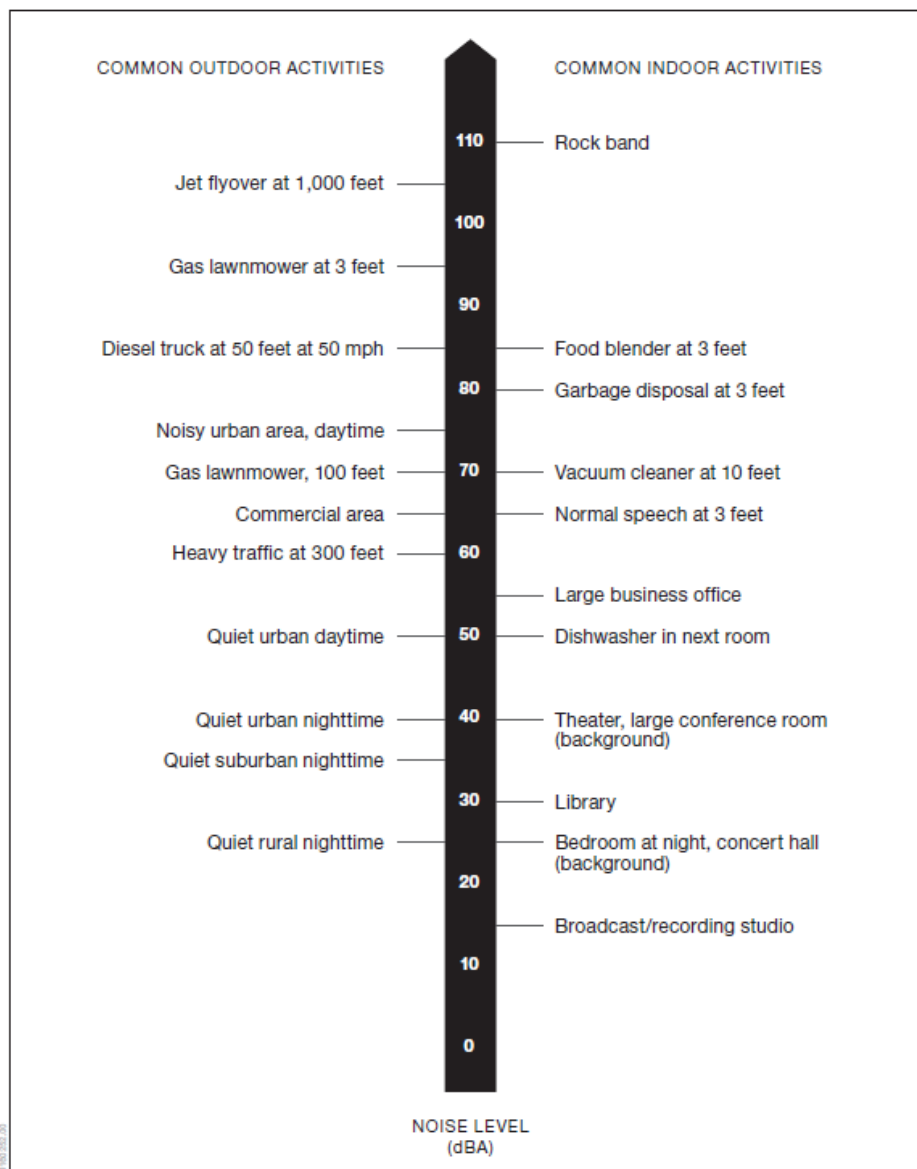 COMMON OUTDOOR ACTIVITIES
COMMON INDOOR ACTIVITIES
110
Rock band
Jet flyover at 1,000 feet
100
Gas lawnmower at 3 feet
90
Diesel truck at 50 feet at 50 mph
Food blender at 3 feet
80
Garbage disposal at 3 feet
Noisy urban area, daytime
Gas lawnmower, 100 feet
70
Vacuum cleaner at 10 feet
Commercial area
Normal speech at 3 feet
Heavy traffic at 300 feet
60
Large business office
Quiet urban daytime
50
Dishwasher in next room
Quiet urban nighttime
40
Theater, large conference room
(background)
Quiet suburban nighttime
30
Library
Quiet rural nighttime
Bedroom at night, concert hall
(background)
20
Broadcast/recording studio
10
0
NOISE LEVEL
(dBA)